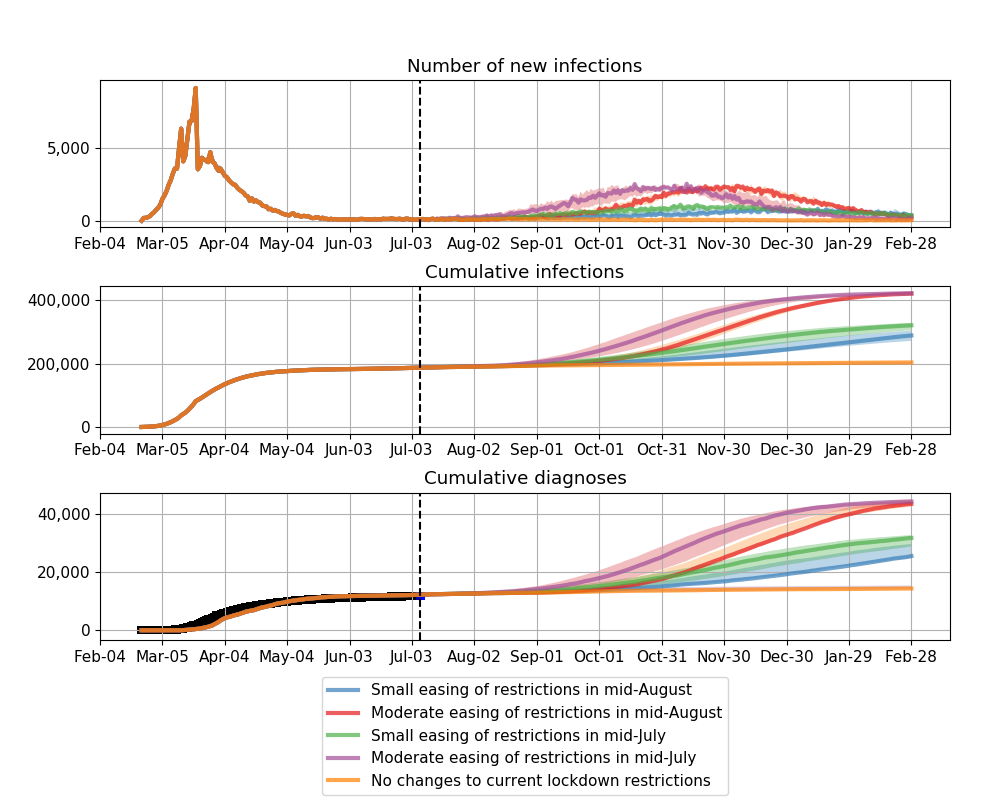 Number of new infections
5,000
0
Feb-04 Mar-05 Apr-04 May-04 Jun-03 Jul-03 Aug-02 Sep-01 Oct-01 Oct-31 Nov-30 Dec-30 Jan-29 Feb-28
Cumulative infections
400,000
200,000
0
Feb-04 Mar-05 Apr-04 May-04 Jun-03 Jul-03 Aug-02 Sep-01 Oct-01 Oct-31 Nov-30 Dec-30 Jan-29 Feb-28
Cumulative diagnoses
40,000
20,000
0
Feb-04 Mar-05 Apr-04 May-04 Jun-03 Jul-03 Aug-02 Sep-01 Oct-01 Oct-31 Nov-30 Dec-30 Jan-29 Feb-28
Small easing of restrictions in mid-August
Moderate easing of restrictions in mid-August
Small easing of restrictions in mid-July
Moderate easing of restrictions in mid-July
No changes to current lockdown restrictions